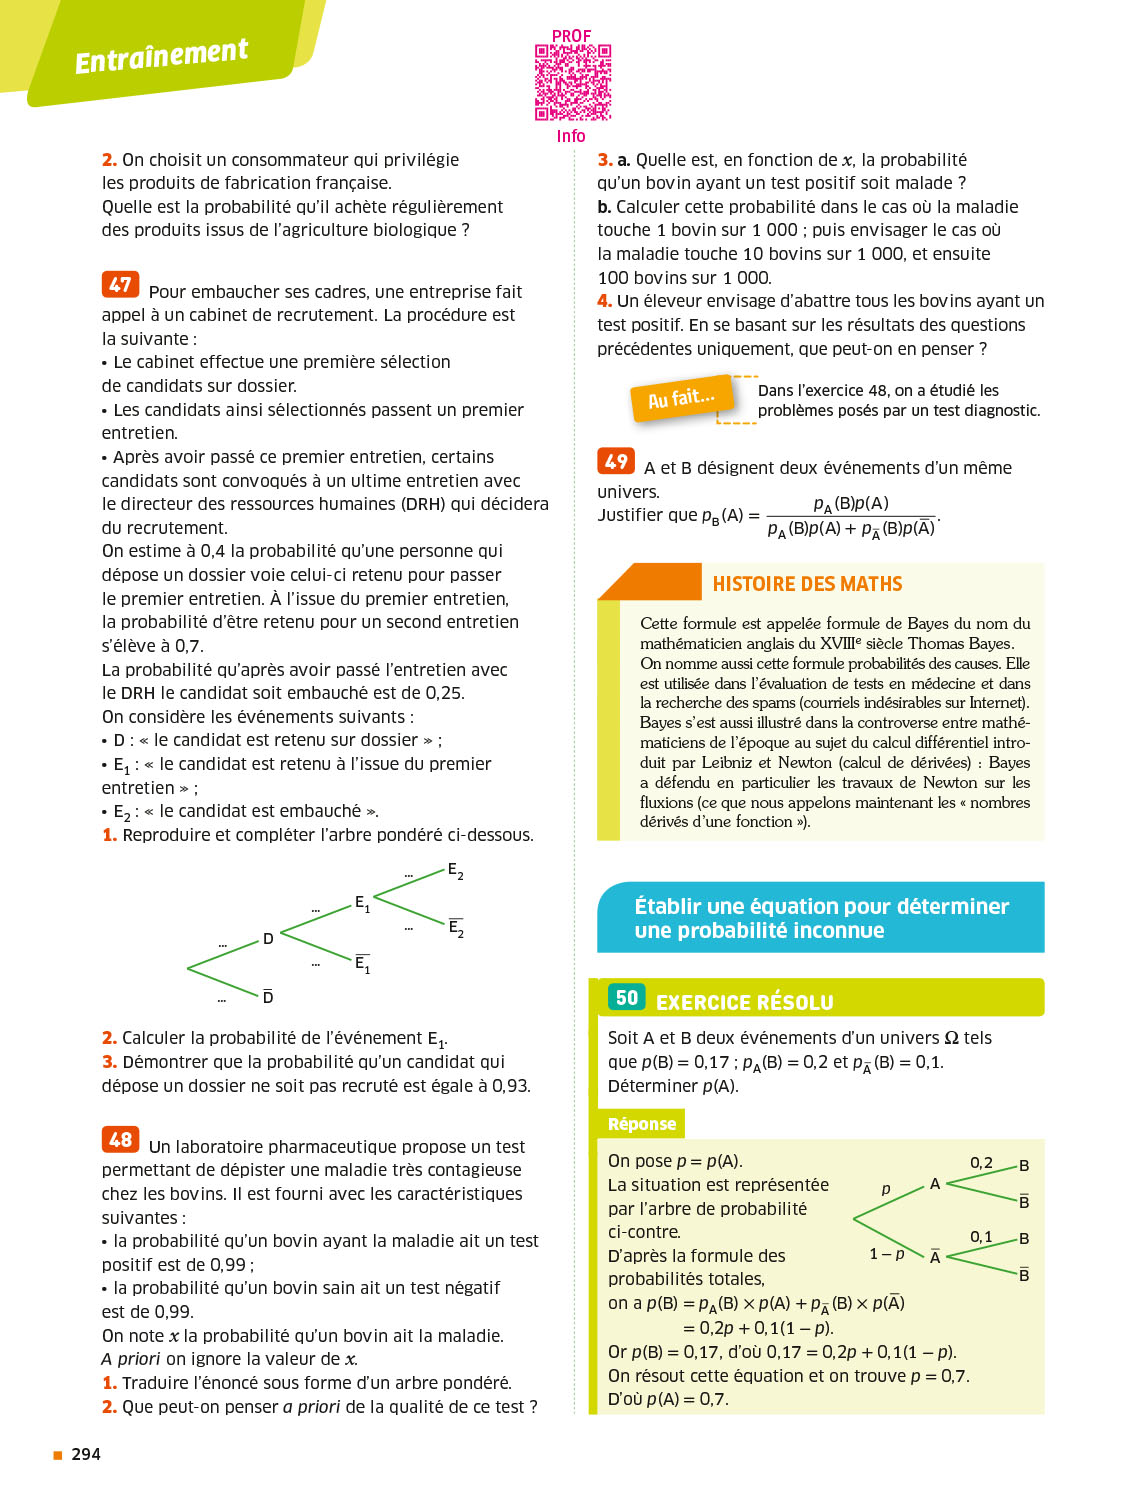 Entraînement
PROF
Info
2. On choisit un consommateur qui privilégie
les produits de fabrication française.
Quelle est la probabilité qu'il achète régulièrement
des produits issus de l'agriculture biologique ?
47 Pour embaucher ses cadres, une entreprise fait
appel à un cabinet de recrutement. La procédure est
la suivante :
• Le cabinet effectue une première sélection
de candidats sur dossier.
• Les candidats ainsi sélectionnés passent un premier
entretien.
• Après avoir passé ce premier entretien, certains
candidats sont convoqués à un ultime entretien avec
le directeur des ressources humaines (DRH) qui décidera
du recrutement.
On estime à 0,4 la probabilité qu'une personne qui
dépose un dossier voie celui-ci retenu pour passer
le premier entretien. À l'issue du premier entretien,
la probabilité d'être retenu pour un second entretien
s'élève à 0,7.
La probabilité qu'après avoir passé l'entretien avec
le DRH le candidat soit embauché est de 0,25.
On considère les événements suivants :
• D : « le candidat est retenu sur dossier » ;
• E₁ : « le candidat est retenu à l'issue du premier
entretien » ;
• E₂ : « le candidat est embauché ».
1. Reproduire et compléter l'arbre pondéré ci-dessous.
... E₂
... E₁
... E̅₂
... D
... E̅₁
... D̅
2. Calculer la probabilité de l'événement E₁.
3. Démontrer que la probabilité qu'un candidat qui
dépose un dossier ne soit pas recruté est égale à 0,93.
48 Un laboratoire pharmaceutique propose un test
permettant de dépister une maladie très contagieuse
chez les bovins. Il est fourni avec les caractéristiques
suivantes :
• la probabilité qu'un bovin ayant la maladie ait un test
positif est de 0,99 ;
• la probabilité qu'un bovin sain ait un test négatif
est de 0,99.
On note x la probabilité qu'un bovin ait la maladie.
A priori on ignore la valeur de x.
1. Traduire l'énoncé sous forme d'un arbre pondéré.
2. Que peut-on penser a priori de la qualité de ce test ?
3. a. Quelle est, en fonction de x, la probabilité
qu'un bovin ayant un test positif soit malade ?
b. Calculer cette probabilité dans le cas où la maladie
touche 1 bovin sur 1 000 ; puis envisager le cas où
la maladie touche 10 bovins sur 1 000, et ensuite
100 bovins sur 1 000.
4. Un éleveur envisage d'abattre tous les bovins ayant un
test positif. En se basant sur les résultats des questions
précédentes uniquement, que peut-on en penser ?
Au fait...
Dans l'exercice 48, on a étudié les
problèmes posés par un test diagnostic.
49 A et B désignent deux événements d'un même
univers.
Justifier que p_B(A) = p_A(B)p(A) / (p_A(B)p(A) + p_A̅(B)p(A̅)).
HISTOIRE DES MATHS
Cette formule est appelée formule de Bayes du nom du
mathématicien anglais du XVIIIᵉ siècle Thomas Bayes.
On nomme aussi cette formule probabilités des causes. Elle
est utilisée dans l'évaluation de tests en médecine et dans
la recherche des spams (courriels indésirables sur Internet).
Bayes s'est aussi illustré dans la controverse entre mathé-
maticiens de l'époque au sujet du calcul différentiel intro-
duit par Leibniz et Newton (calcul de dérivées) : Bayes
a défendu en particulier les travaux de Newton sur les
fluxions (ce que nous appelons maintenant les « nombres
dérivés d'une fonction »).
Établir une équation pour déterminer
une probabilité inconnue
50 EXERCICE RÉSOLU
Soit A et B deux événements d'un univers Ω tels
que p(B) = 0,17 ; p_A(B) = 0,2 et p_A̅(B) = 0,1.
Déterminer p(A).
Réponse
On pose p = p(A).
La situation est représentée
par l'arbre de probabilité
ci-contre.
D'après la formule des
probabilités totales,
0,2 B
p A
B̅
0,1 B
1 – p A̅
B̅
on a p(B) = p_A(B) × p(A) + p_A̅(B) × p(A̅)
= 0,2p + 0,1(1 – p).
Or p(B) = 0,17, d'où 0,17 = 0,2p + 0,1(1 – p).
On résout cette équation et on trouve p = 0,7.
D'où p(A) = 0,7.
294